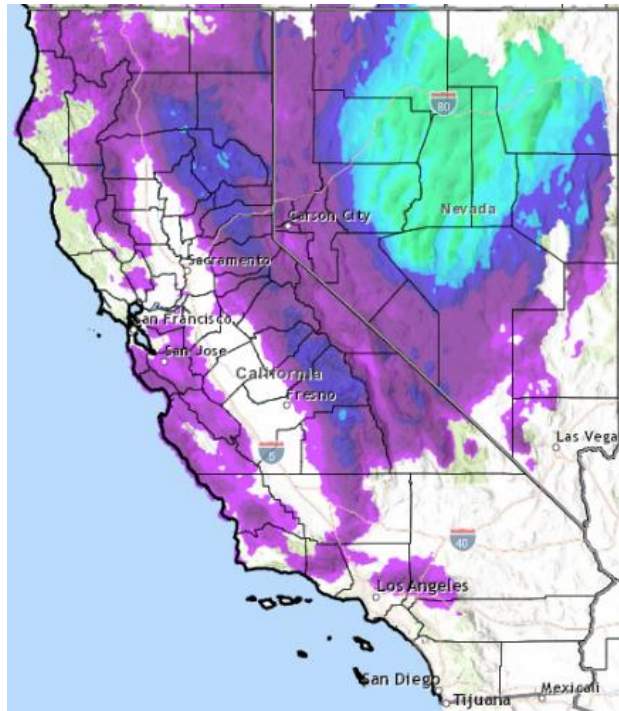 80
Nevada
Carson City
Sacramento
San Francisco
San Jose
California
Fresno
5
Las Vega
40
Los Angeles
San Diego
Tijuana
Mexicali